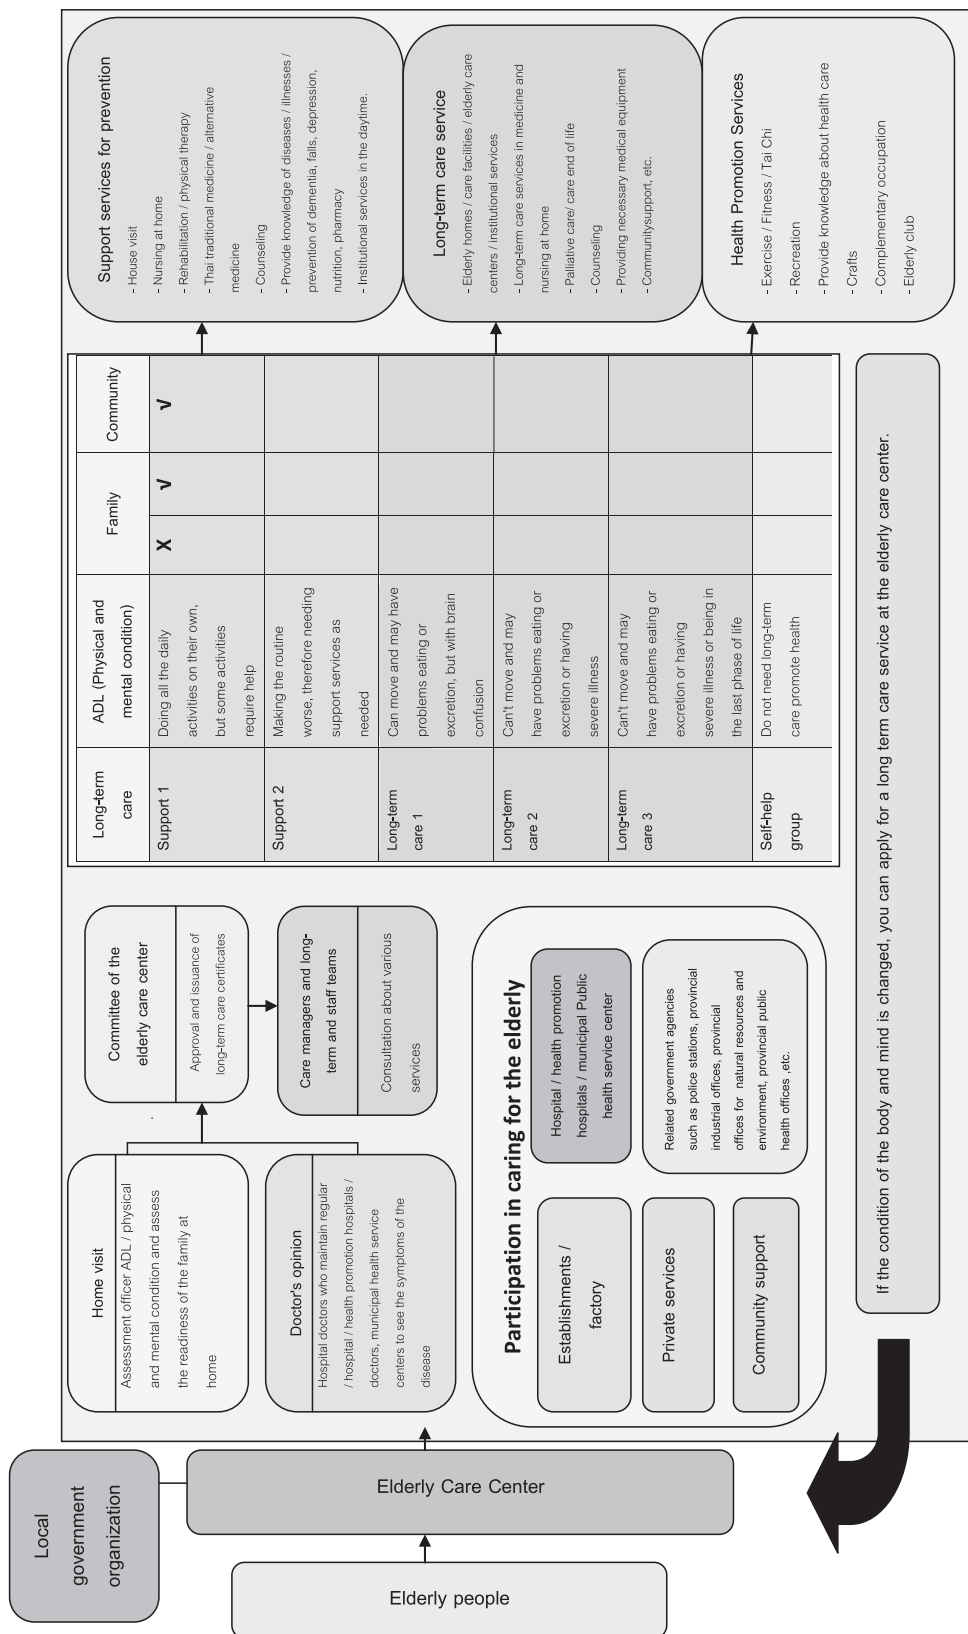 Local
government
organization
Elderly people
Elderly Care Center
Home visit
Assessment officer ADL / physical
and mental condition and assess
the readiness of the family at
home
Doctor's opinion
Hospital doctors who maintain regular
/ hospital / health promotion hospitals /
doctors, municipal health service
centers to see the symptoms of the
disease
Committee of the
elderly care center
Approval and issuance of
long-term care certificates
Care managers and long-
term and staff teams
Consultation about various
services
Participation in caring for the elderly
Establishments /
factory
Hospital / health promotion
hospitals / municipal Public
health service center
Private services
Related government agencies
such as police stations, provincial
industrial offices, provincial
offices for natural resources and
environment, provincial public
health offices ,etc.
Community support
Long-term
care
ADL (Physical and
mental condition)
Family
Community
Support 1
Doing all the daily
activities on their own,
but some activities
require help
X
√
√
Support 2
Making the routine
worse, therefore needing
support services as
needed
Long-term
care 1
Can move and may have
problems eating or
excretion, but with brain
confusion
Long-term
care 2
Can't move and may
have problems eating or
excretion or having
severe illness
Long-term
care 3
Can't move and may
have problems eating or
excretion or having
severe illness or being in
the last phase of life
Self-help
group
Do not need long-term
care promote health
Support services for prevention
- House visit
- Nursing at home
- Rehabilitation / physical therapy
- Thai traditional medicine / alternative
medicine
- Counseling
- Provide knowledge of diseases / illnesses /
prevention of dementia, falls, depression,
nutrition, pharmacy
- Institutional services in the daytime.
Long-term care service
- Elderly homes / care facilities / elderly care
centers / institutional services
- Long-term care services in medicine and
nursing at home
- Palliative care/ care end of life
- Counseling
- Providing necessary medical equipment
- Communitysupport, etc.
Health Promotion Services
- Exercise / Fitness / Tai Chi
- Recreation
- Provide knowledge about health care
- Crafts
- Complementary occupation
- Elderly club
If the condition of the body and mind is changed, you can apply for a long term care service at the elderly care center.